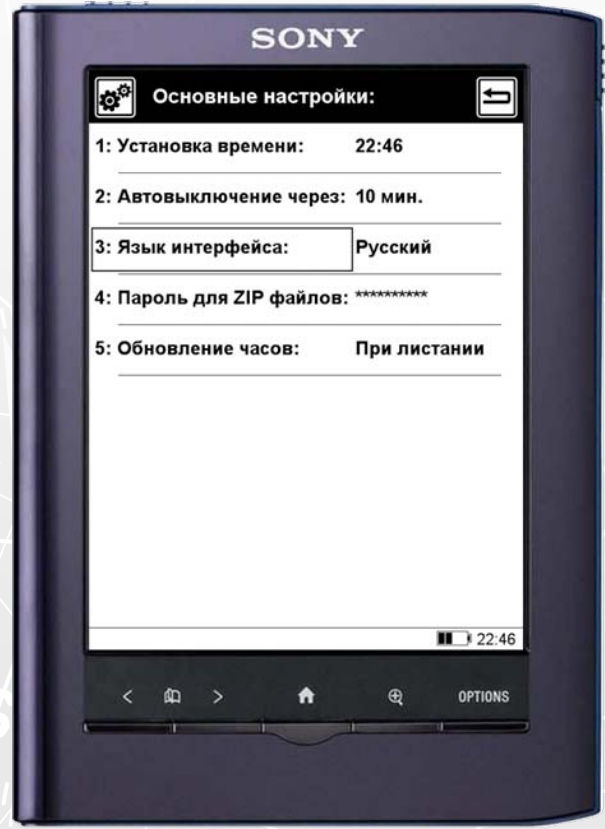 SONY
Основные настройки:
1: Установка времени: 22:46
2: Автовыключение через: 10 мин.
3: Язык интерфейса: Русский
4: Пароль для ZIP файлов: **********
5: Обновление часов: При листании
22:46
OPTIONS